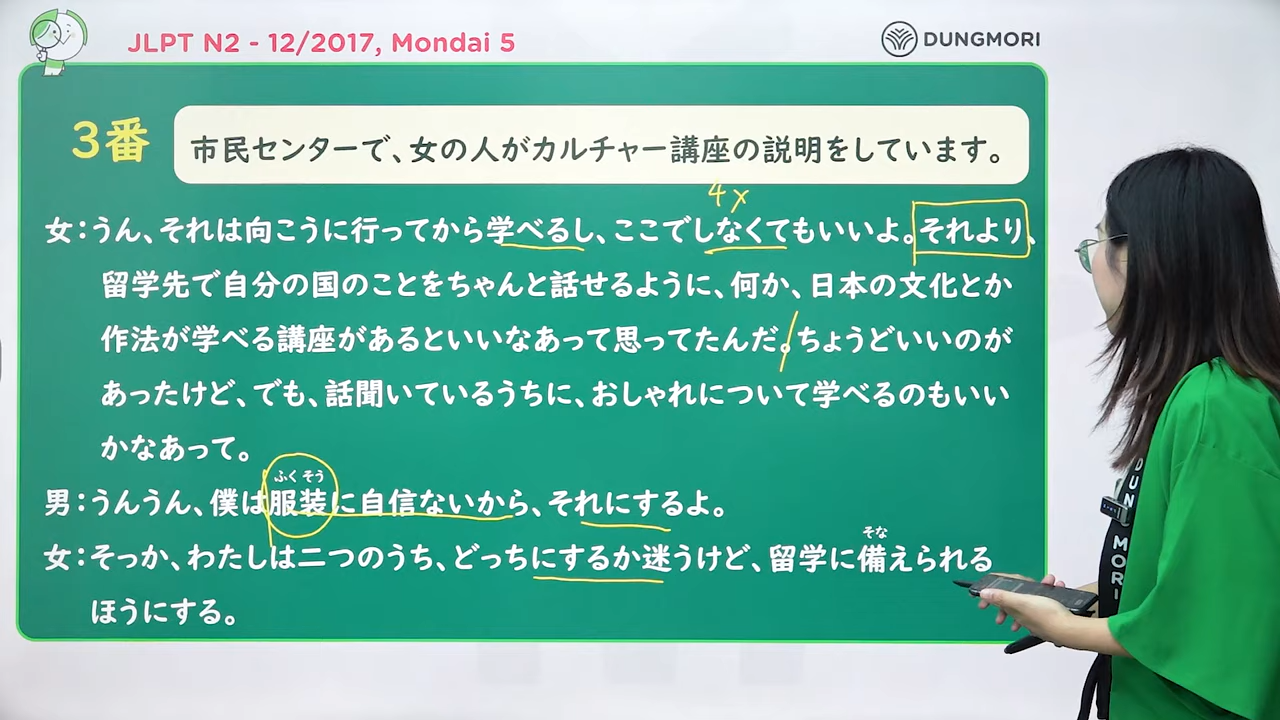 JLPT N2 - 12/2017, Mondai 5
DUNGMORI
3番
市民センターで、女の人がカルチャー講座の説明をしています。
4 x
女：うん、それは向こうに行ってから学べるし、ここでしなくてもいいよ。それより、
留学先で自分の国のことをちゃんと話せるように、何か、日本の文化とか
作法が学べる講座があるといいなあって思ってたんだ。ちょうどいいのが
あったけど、でも、話聞いているうちに、おしゃれについて学べるのもいい
かなあって。
ふくそう
男：うんうん、僕は服装に自信ないから、それにするよ。
そな
女：そっか、わたしは二つのうち、どっちにするか迷うけど、留学に備えられる
ほうにする。
DUN
MORI